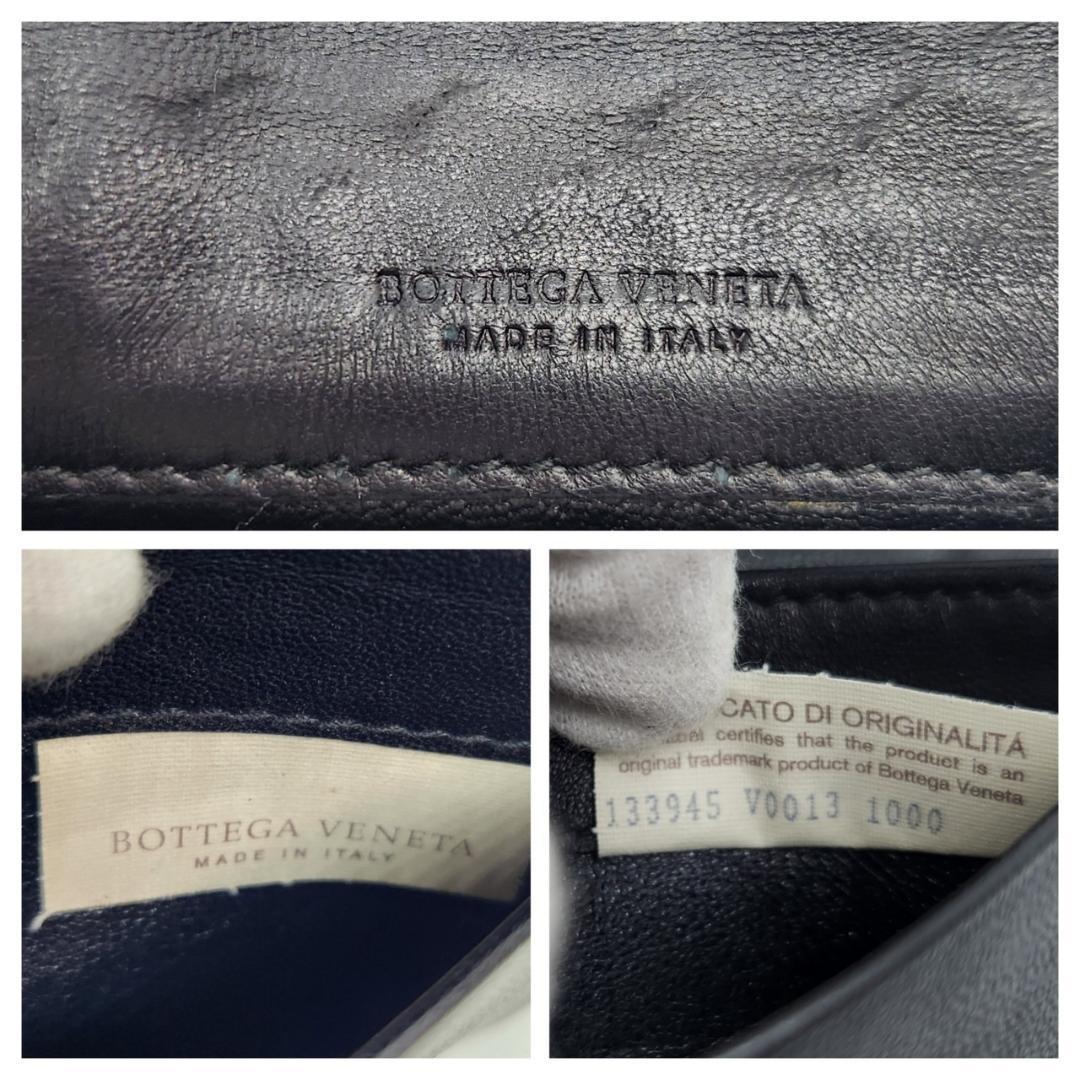 BOTTEGA VENETA
MADE IN ITALY
BOTTEGA VENETA
MADE IN ITALY
CATO DI ORIGINALITÁ
certifies that the product is an
original trademark product of Bottega Veneta
133945 V0013 1000